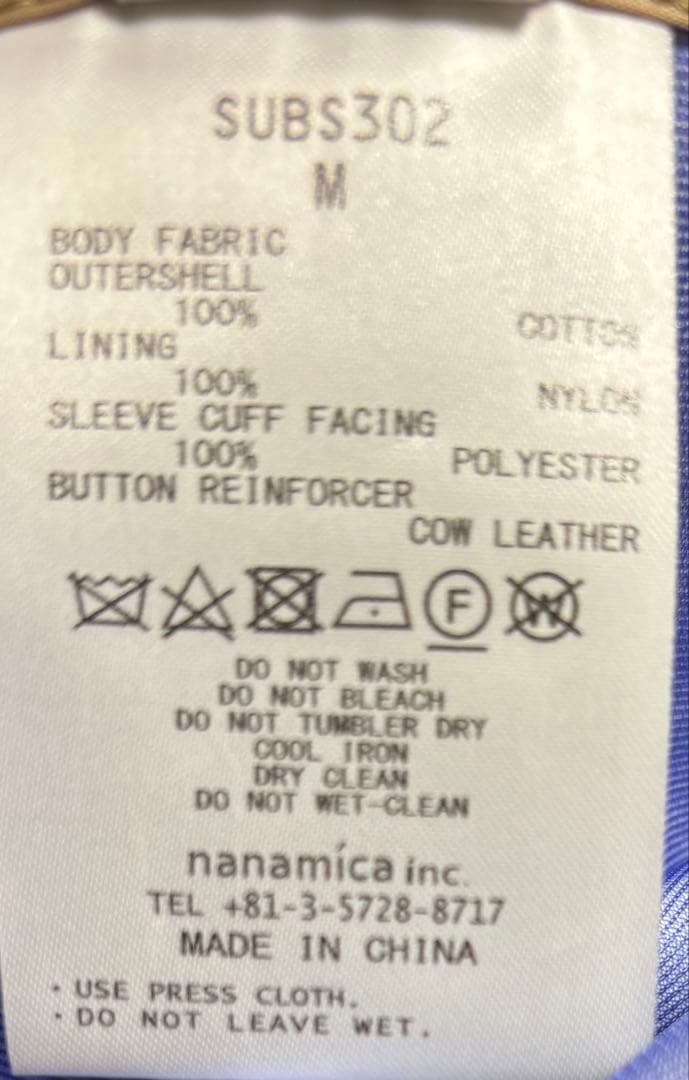 SUBS302
M
BODY FABRIC
OUTERSHELL
100% COTTON
LINING
100% NYLON
SLEEVE CUFF FACING
100% POLYESTER
BUTTON REINFORCER
COW LEATHER
F W
DO NOT WASH
DO NOT BLEACH
DO NOT TUMBLER DRY
COOL IRON
DRY CLEAN
DO NOT WET-CLEAN
nanamica inc.
TEL +81-3-5728-8717
MADE IN CHINA
・USE PRESS CLOTH.
・DO NOT LEAVE WET.